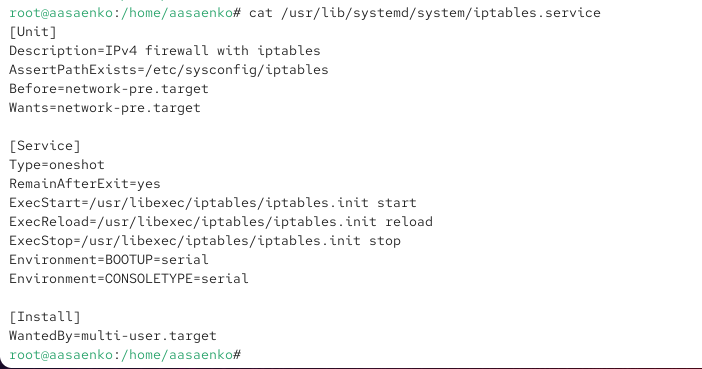 root@aasaenko:/home/aasaenko# cat /usr/lib/systemd/system/iptables.service
[Unit]
Description=IPv4 firewall with iptables
AssertPathExists=/etc/sysconfig/iptables
Before=network-pre.target
Wants=network-pre.target

[Service]
Type=oneshot
RemainAfterExit=yes
ExecStart=/usr/libexec/iptables/iptables.init start
ExecReload=/usr/libexec/iptables/iptables.init reload
ExecStop=/usr/libexec/iptables/iptables.init stop
Environment=BOOTUP=serial
Environment=CONSOLETYPE=serial

[Install]
WantedBy=multi-user.target
root@aasaenko:/home/aasaenko#